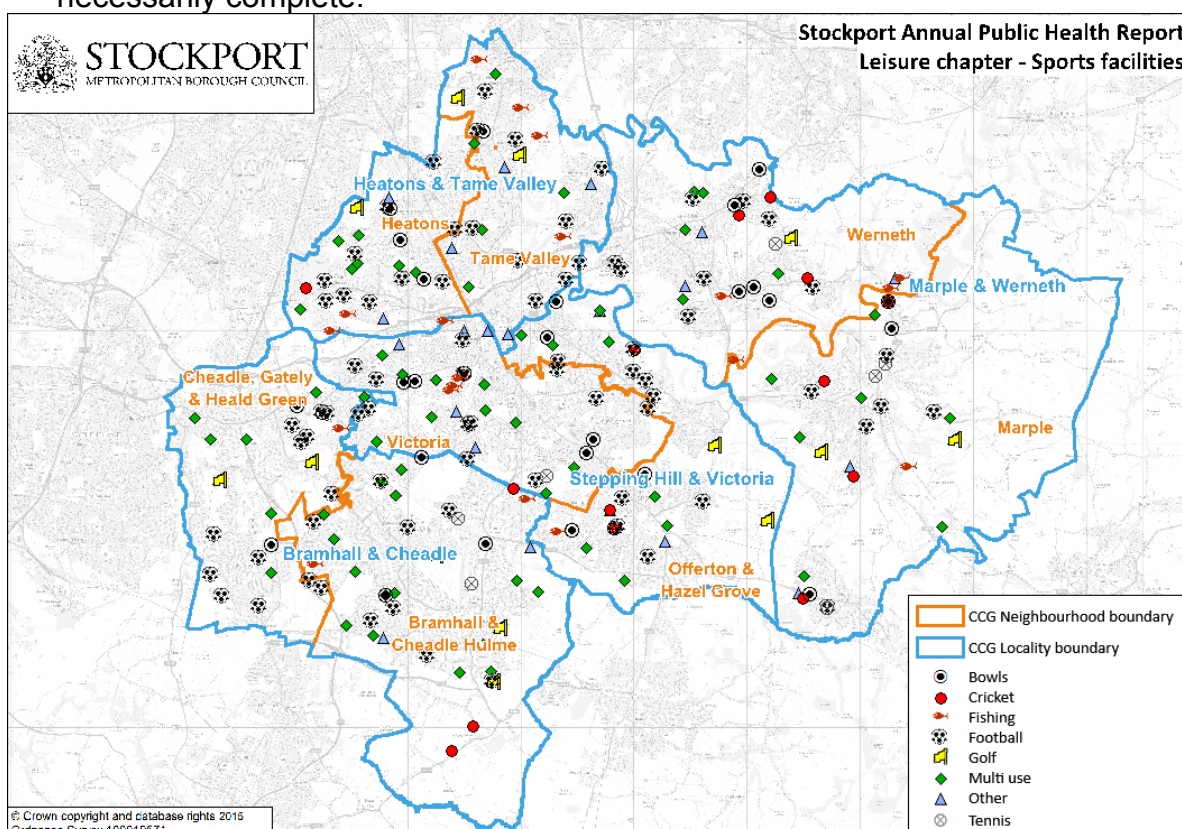 necessarily complete.
STOCKPORT
METROPOLITAN BOROUGH COUNCIL
Stockport Annual Public Health Report
Leisure chapter - Sports facilities
Heatons & Tame Valley
Heatons
Tame Valley
Werneth
Marple & Werneth
Cheadle, Gately
& Heald Green
Victoria
Marple
Stepping Hill & Victoria
Bramhall & Cheadle
Offerton &
Hazel Grove
Bramhall &
Cheadle Hulme
CCG Neighbourhood boundary
CCG Locality boundary
Bowls
Cricket
Fishing
Football
Golf
Multi use
Other
Tennis
© Crown copyright and database rights 2015